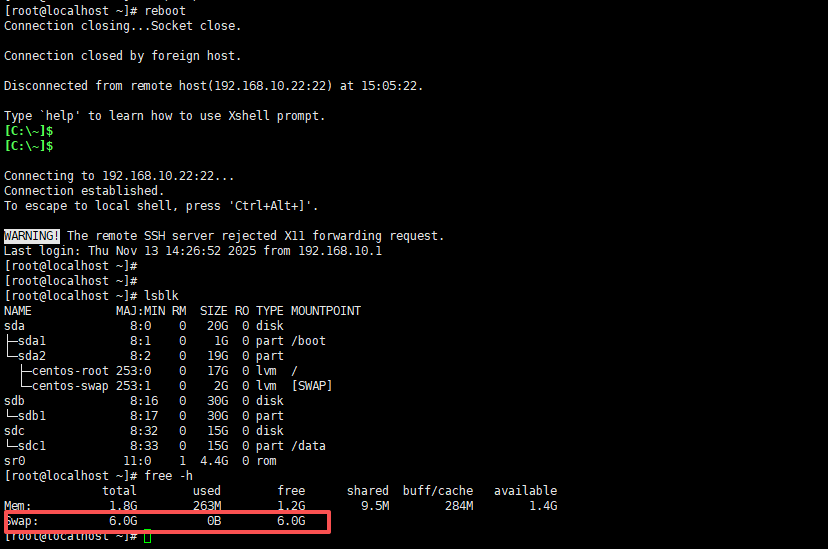 [root@localhost ~]# reboot
Connection closing...Socket close.
Connection closed by foreign host.
Disconnected from remote host(192.168.10.22:22) at 15:05:22.
Type `help' to learn how to use Xshell prompt.
[C:\~]$
[C:\~]$
Connecting to 192.168.10.22:22...
Connection established.
To escape to local shell, press 'Ctrl+Alt+]'.
WARNING! The remote SSH server rejected X11 forwarding request.
Last login: Thu Nov 13 14:26:52 2025 from 192.168.10.1
[root@localhost ~]#
[root@localhost ~]#
[root@localhost ~]# lsblk
NAME            MAJ:MIN RM  SIZE RO TYPE MOUNTPOINT
sda               8:0    0   20G  0 disk
├─sda1            8:1    0    1G  0 part /boot
└─sda2            8:2    0   19G  0 part
  ├─centos-root 253:0    0   17G  0 lvm  /
  └─centos-swap 253:1    0    2G  0 lvm  [SWAP]
sdb               8:16   0   30G  0 disk
└─sdb1            8:17   0   30G  0 part
sdc               8:32   0   15G  0 disk
└─sdc1            8:33   0   15G  0 part /data
sr0              11:0    1  4.4G  0 rom
[root@localhost ~]# free -h
              total        used        free      shared  buff/cache   available
Mem:           1.8G        263M        1.2G        9.5M        284M        1.4G
Swap:          6.0G          0B        6.0G
[root@localhost ~]#